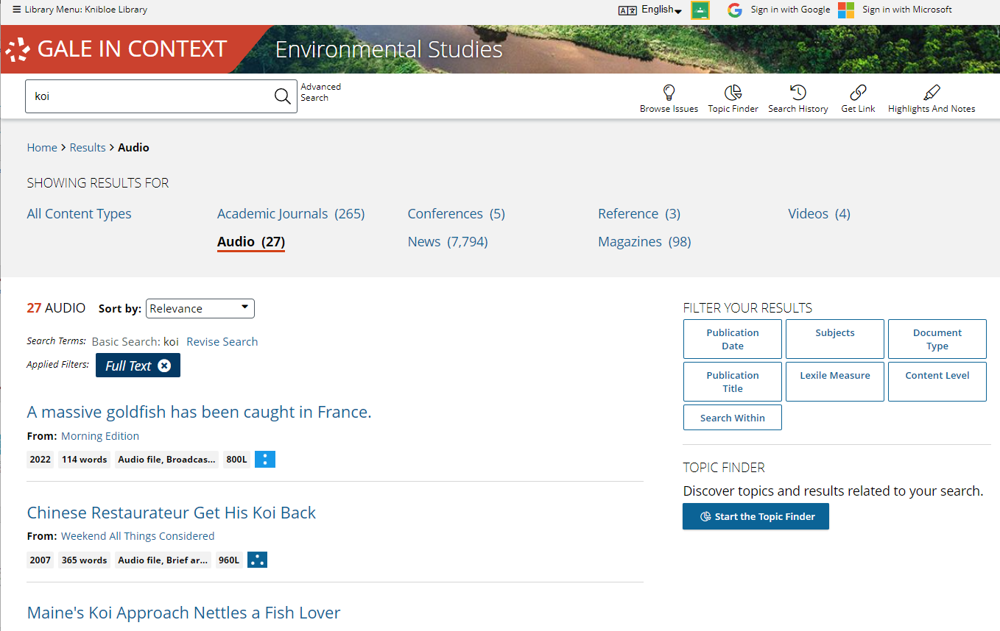 Library Menu: Knibloe Library
English
Sign in with Google
Sign in with Microsoft
GALE IN CONTEXT
Environmental Studies
koi
Advanced
Search
Browse Issues
Topic Finder
Search History
Get Link
Highlights And Notes
Home > Results > Audio
SHOWING RESULTS FOR
All Content Types
Academic Journals (265)
Conferences (5)
Reference (3)
Videos (4)
Audio (27)
News (7,794)
Magazines (98)
27 AUDIO Sort by: Relevance
Search Terms: Basic Search: koi Revise Search
Applied Filters: Full Text
A massive goldfish has been caught in France.
From: Morning Edition
2022 114 words Audio file, Broadcas... 800L
Chinese Restaurateur Get His Koi Back
From: Weekend All Things Considered
2007 365 words Audio file, Brief ar... 960L
Maine's Koi Approach Nettles a Fish Lover
FILTER YOUR RESULTS
Publication
Date
Subjects
Document
Type
Publication
Title
Lexile Measure
Content Level
Search Within
TOPIC FINDER
Discover topics and results related to your search.
Start the Topic Finder